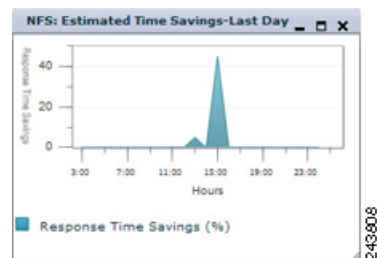 NFS: Estimated Time Savings-Last Day
Response Time Savings
40
20
0
3:00 7:00 11:00 15:00 19:00 23:00
Hours
Response Time Savings (%)
243808